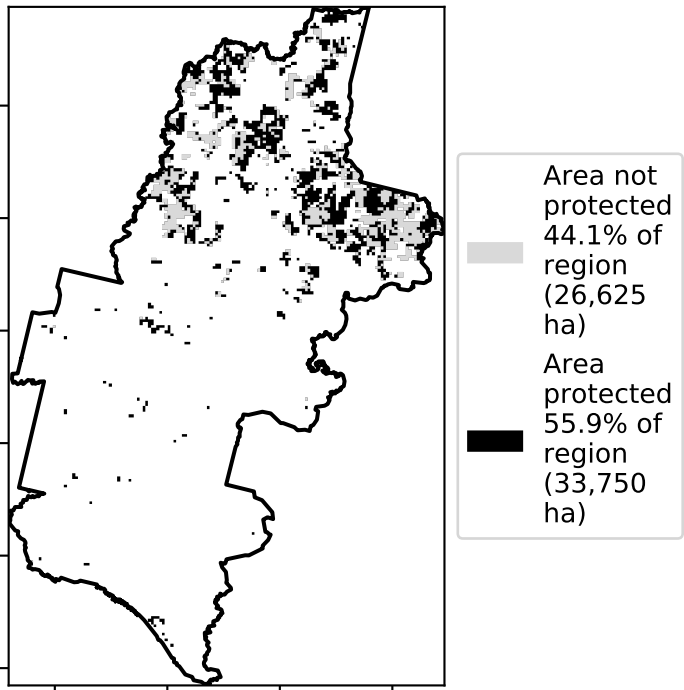 Area not
protected
44.1% of
region
(26,625
ha)
Area
protected
55.9% of
region
(33,750
ha)